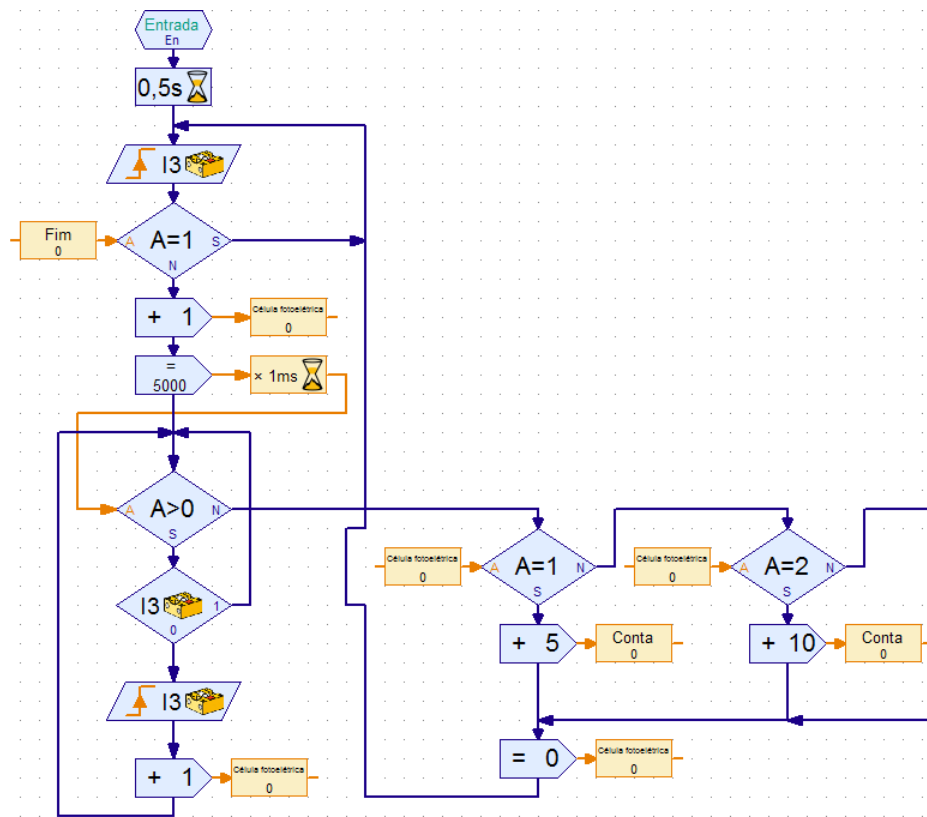 Entrada
En
0,5s
I3
Fim
0
A
A=1
S
N
+ 1
Célula fotoelétrica
0
=
5000
× 1ms
A
A>0
N
S
I3
1
0
I3
+ 1
Célula fotoelétrica
0
Célula fotoelétrica
0
A
A=1
N
S
+ 5
Conta
0
Célula fotoelétrica
0
A
A=2
N
S
+ 10
Conta
0
= 0
Célula fotoelétrica
0